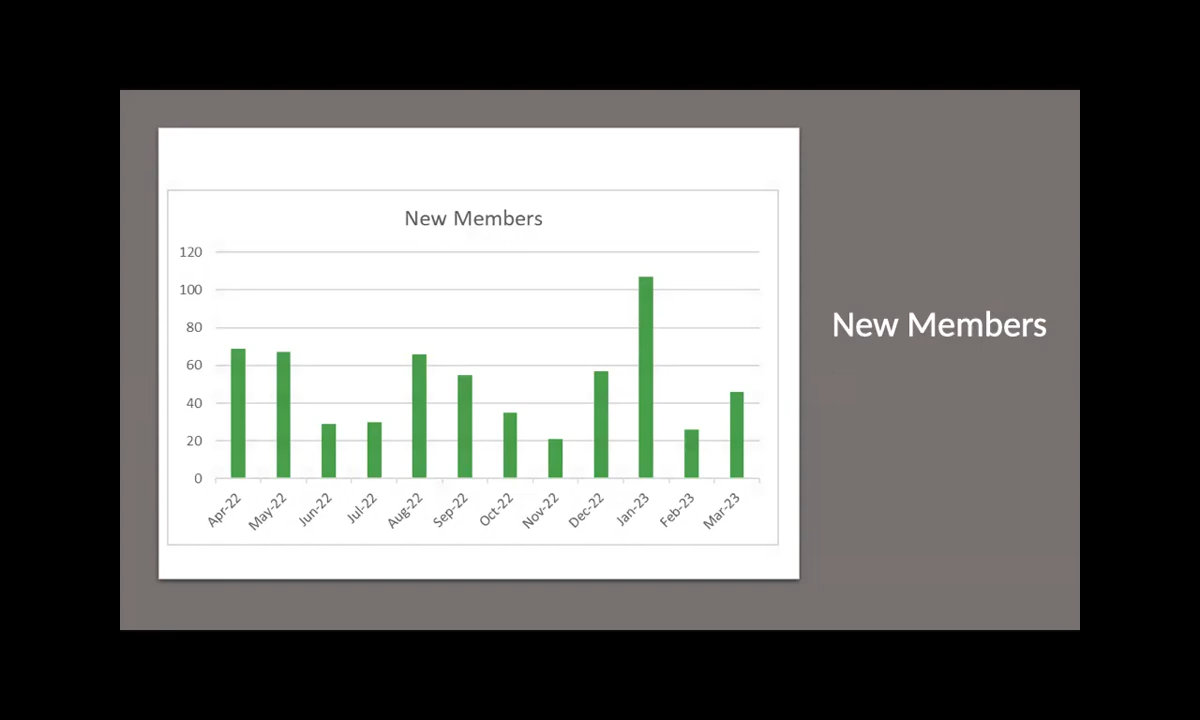 New Members
120
100
80
60
40
20
0
Apr-22
May-22
Jun-22
Jul-22
Aug-22
Sep-22
Oct-22
Nov-22
Dec-22
Jan-23
Feb-23
Mar-23
New Members